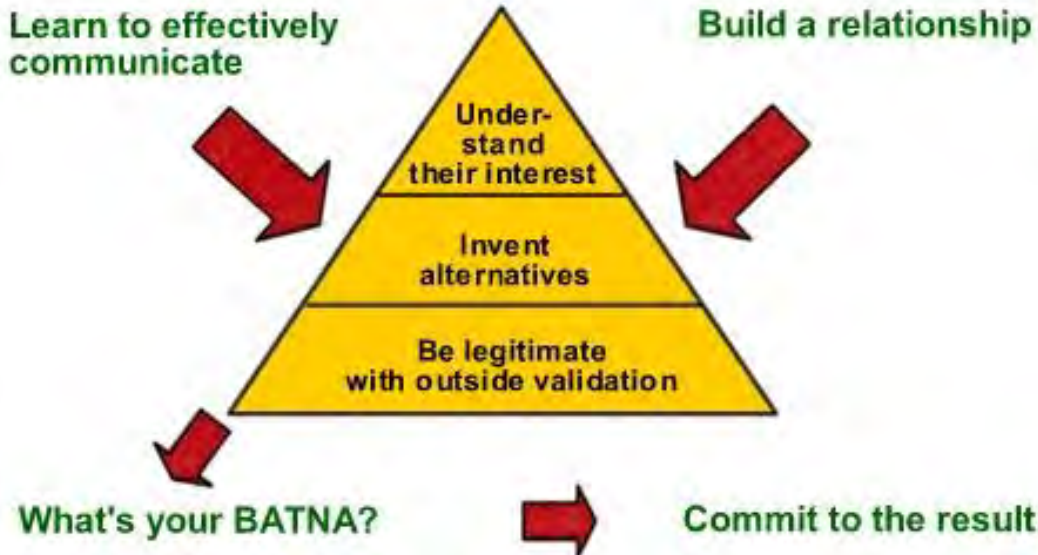 Learn to effectively
communicate
Build a relationship
Under-
stand
their interest
Invent
alternatives
Be legitimate
with outside validation
What's your BATNA?
Commit to the result